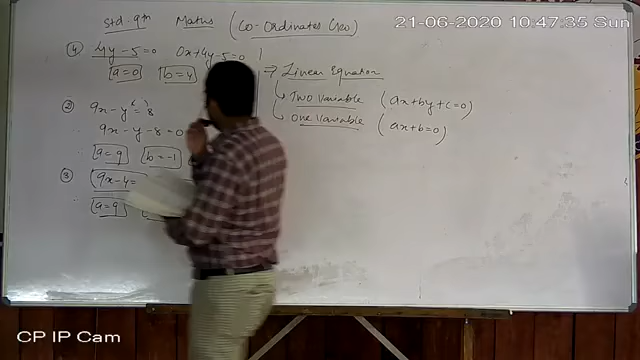 Std. 9th Maths (Co-Ordinates Geo)
21-06-2020 10:47:35 Sun
④ 4y - 5 = 0 0x + 4y - 5 = 0
a = 0 b = 4
⇒ Linear Equation
↳ Two Variable (ax + by + c = 0)
↳ One Variable (ax + b = 0)
② 9x - y = 8
∴ 9x - y - 8 = 0
∴ a = 9 b = -1
③ 9x - 4 =
∴ a = 9
CP IP Cam